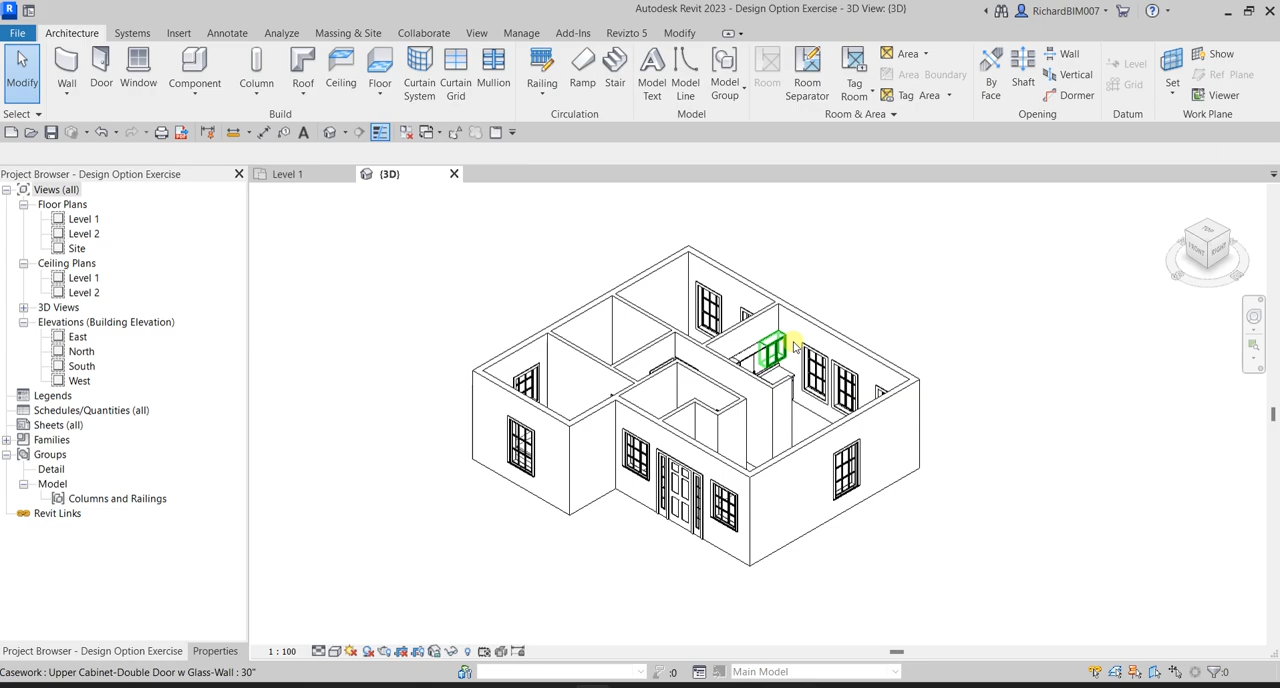 Autodesk Revit 2023 - Design Option Exercise - 3D View: {3D}
RichardBIM007
File
Architecture
Systems
Insert
Annotate
Analyze
Massing & Site
Collaborate
View
Manage
Add-Ins
Revizto 5
Modify
Modify
Wall
Door
Window
Component
Column
Roof
Ceiling
Floor
Curtain
System
Curtain
Grid
Mullion
Railing
Ramp
Stair
Model
Text
Model
Line
Model
Group
Room
Room
Separator
Tag
Room
Area
Area Boundary
Tag Area
By
Face
Shaft
Wall
Vertical
Dormer
Level
Grid
Set
Show
Ref Plane
Viewer
Select
Build
Circulation
Model
Room & Area
Opening
Datum
Work Plane
Project Browser - Design Option Exercise
Level 1
{3D}
Views (all)
Floor Plans
Level 1
Level 2
Site
Ceiling Plans
Level 1
Level 2
3D Views
Elevations (Building Elevation)
East
North
South
West
Legends
Schedules/Quantities (all)
Sheets (all)
Families
Groups
Detail
Model
Columns and Railings
Revit Links
TOP
FRONT
RIGHT
Project Browser - Design Option Exercise
Properties
1 : 100
Casework : Upper Cabinet-Double Door w Glass-Wall : 30"
:0
Main Model
:0